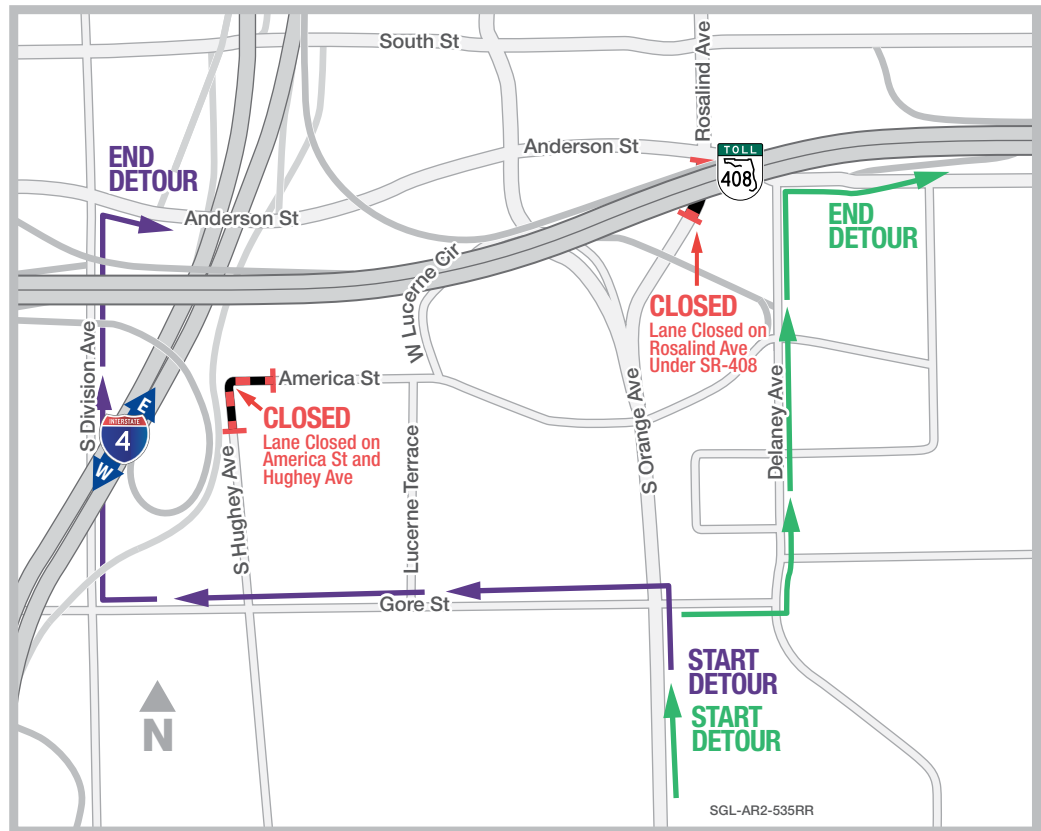 South St
Rosalind Ave
Anderson St
TOLL
408
END
DETOUR
Anderson St
END
DETOUR
W Lucerne Cir
CLOSED
Lane Closed on
Rosalind Ave
Under SR-408
S Division Ave
America St
E
INTERSTATE
4
W
CLOSED
Lane Closed on
America St and
Hughey Ave
S Hughey Ave
Lucerne Terrace
S Orange Ave
Delaney Ave
Gore St
START
DETOUR
START
DETOUR
N
SGL-AR2-535RR